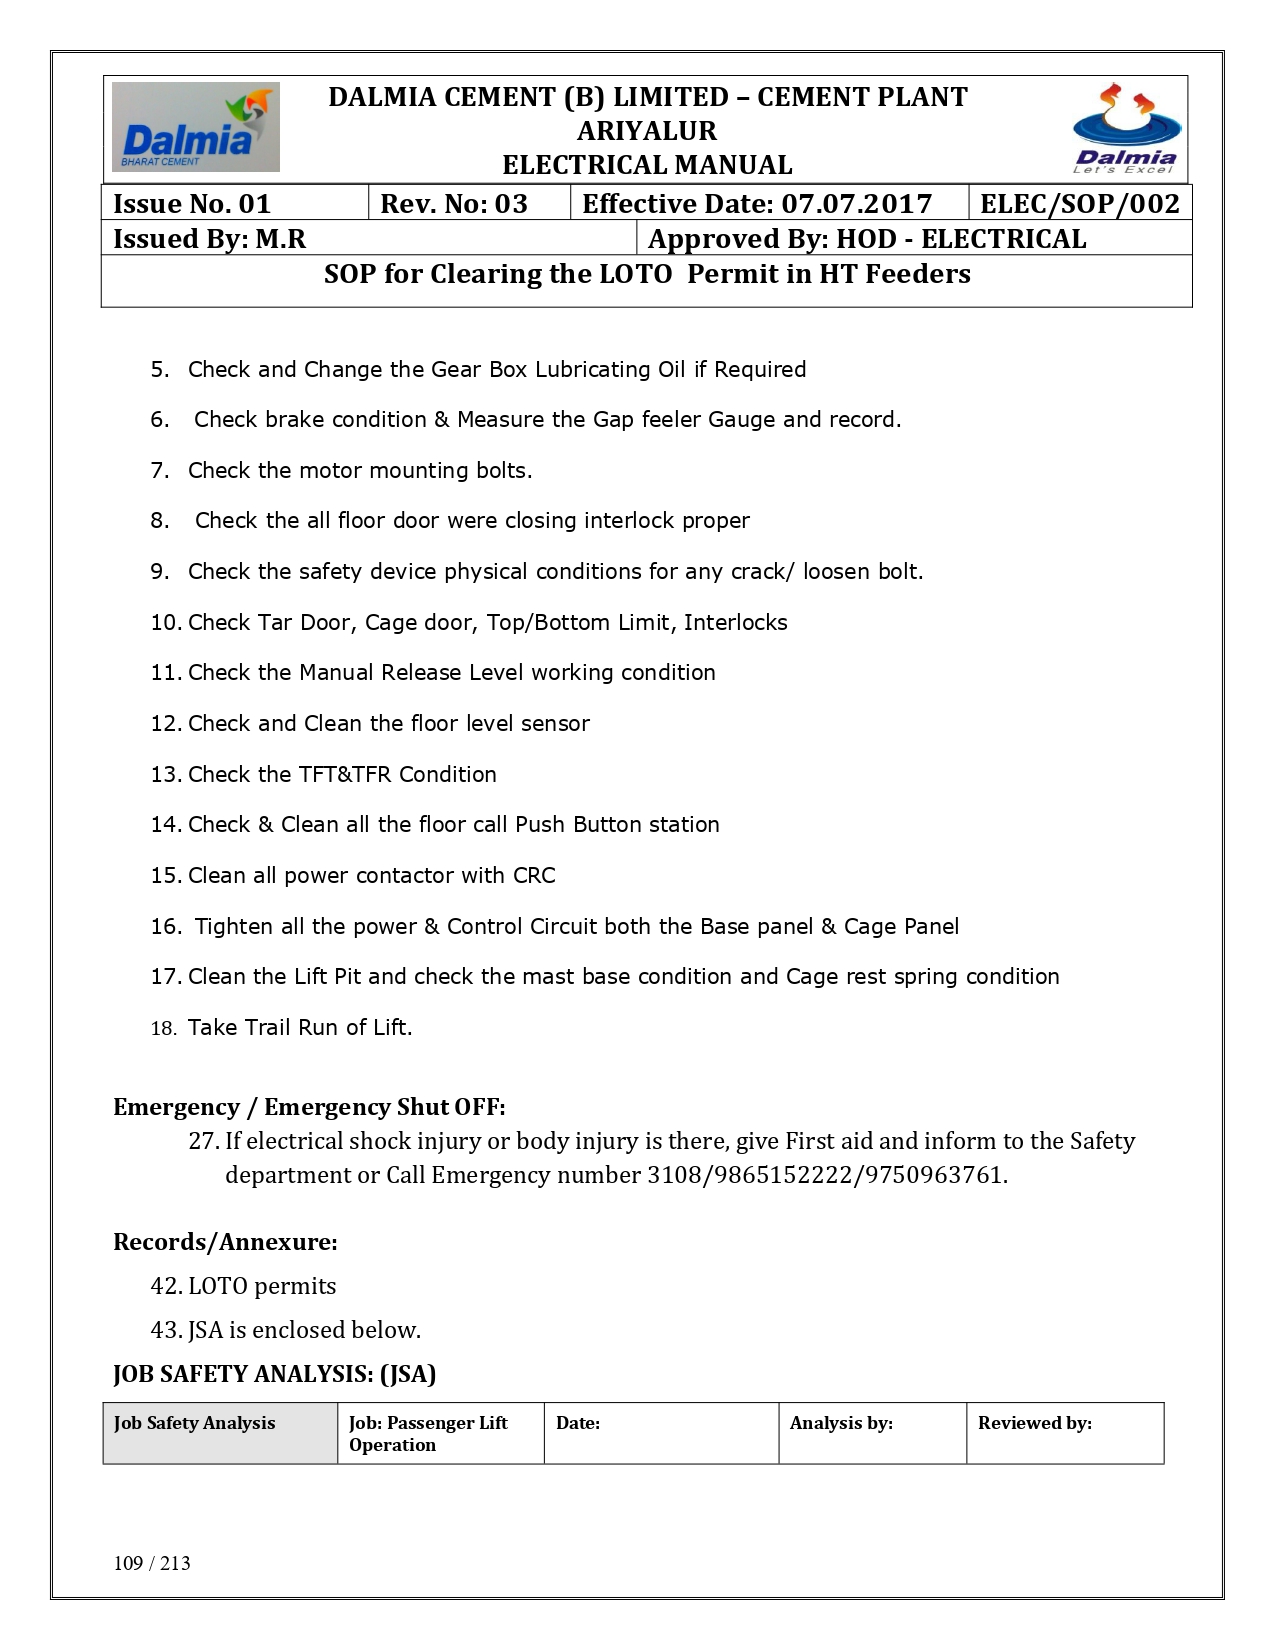 Dalmia
BHARAT CEMENT
DALMIA CEMENT (B) LIMITED – CEMENT PLANT
ARIYALUR
ELECTRICAL MANUAL
Dalmia
Let's Excel
Issue No. 01 Rev. No: 03 Effective Date: 07.07.2017 ELEC/SOP/002
Issued By: M.R Approved By: HOD - ELECTRICAL
SOP for Clearing the LOTO Permit in HT Feeders
5. Check and Change the Gear Box Lubricating Oil if Required
6. Check brake condition & Measure the Gap feeler Gauge and record.
7. Check the motor mounting bolts.
8. Check the all floor door were closing interlock proper
9. Check the safety device physical conditions for any crack/ loosen bolt.
10. Check Tar Door, Cage door, Top/Bottom Limit, Interlocks
11. Check the Manual Release Level working condition
12. Check and Clean the floor level sensor
13. Check the TFT&TFR Condition
14. Check & Clean all the floor call Push Button station
15. Clean all power contactor with CRC
16. Tighten all the power & Control Circuit both the Base panel & Cage Panel
17. Clean the Lift Pit and check the mast base condition and Cage rest spring condition
18. Take Trail Run of Lift.
Emergency / Emergency Shut OFF:
27. If electrical shock injury or body injury is there, give First aid and inform to the Safety
department or Call Emergency number 3108/9865152222/9750963761.
Records/Annexure:
42. LOTO permits
43. JSA is enclosed below.
JOB SAFETY ANALYSIS: (JSA)
Job Safety Analysis Job: Passenger Lift Date: Analysis by: Reviewed by:
Operation
109 / 213